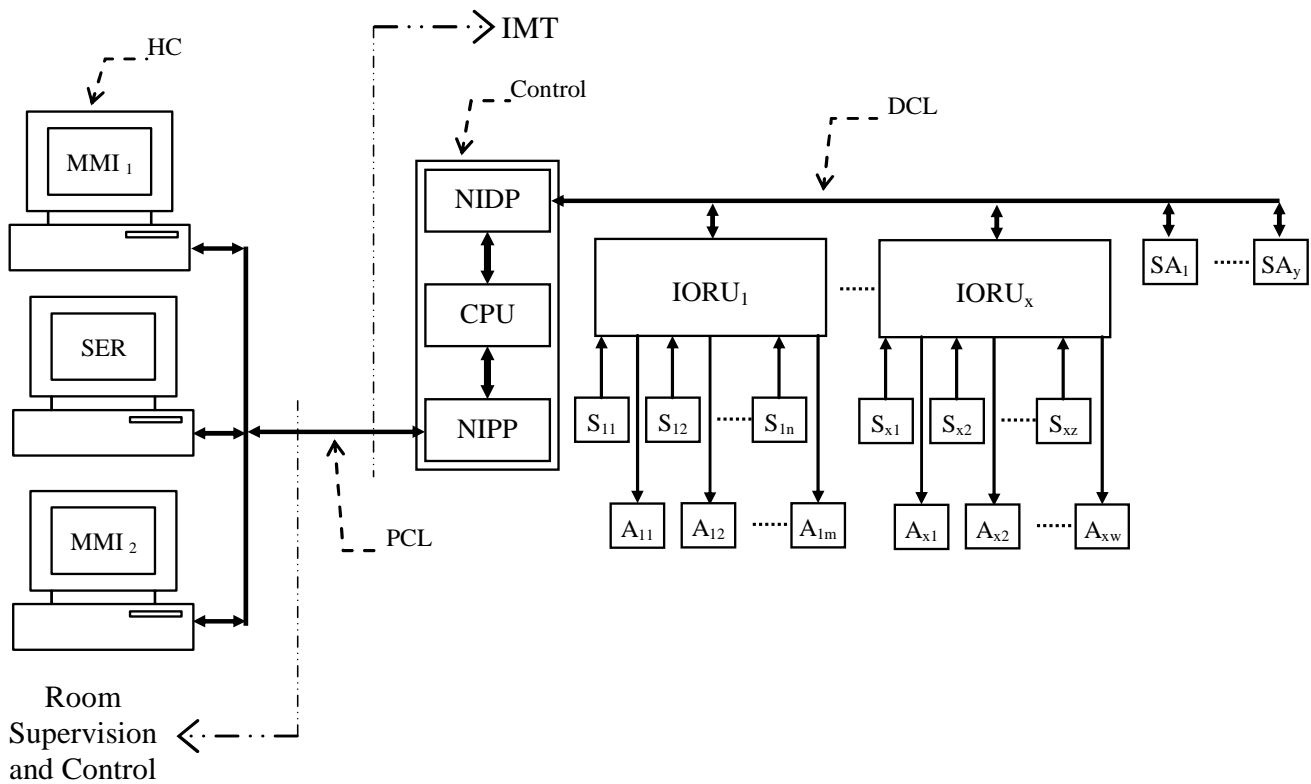 HC
IMT
Control
DCL
MMI 1
NIDP
SER
CPU
IORU1
IORUx
SA1
SAy
NIPP
S11
S12
S1n
Sx1
Sx2
Sxz
MMI 2
PCL
A11
A12
A1m
Ax1
Ax2
Axw
Room
Supervision
and Control